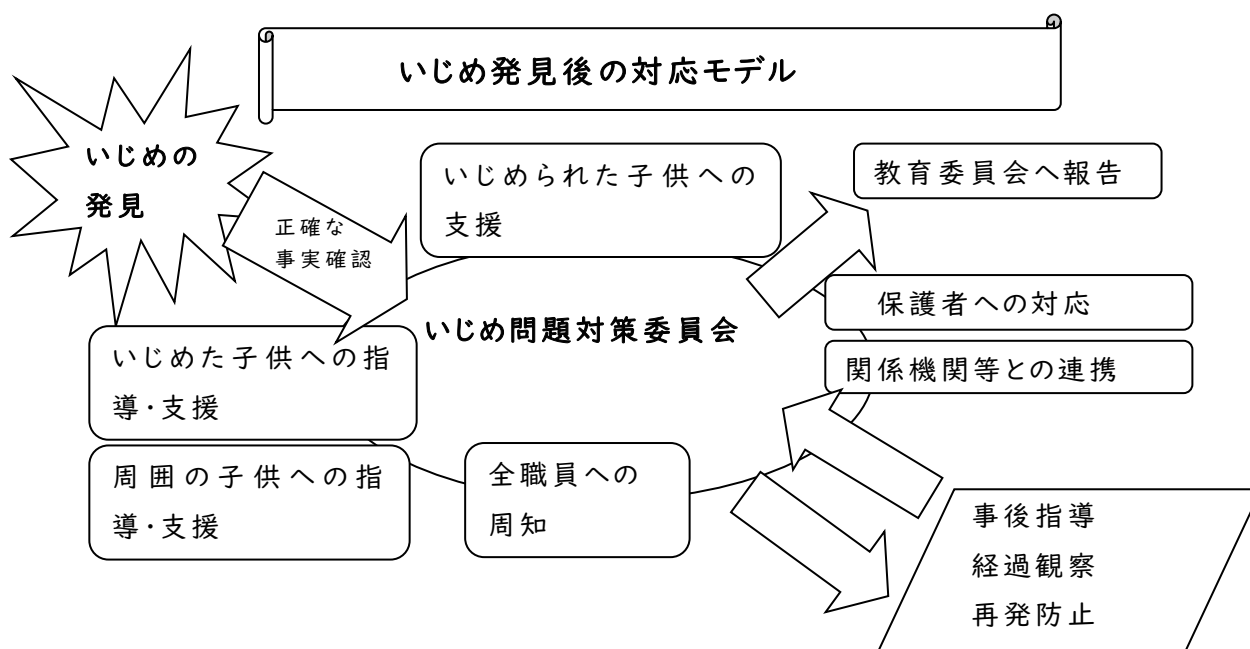 いじめ発見後の対応モデル
いじめの
発見
正確な
事実確認
いじめられた子供への
支援
教育委員会へ報告
保護者への対応
関係機関等との連携
いじめ問題対策委員会
いじめた子供への指
導・支援
周囲の子供への指
導・支援
全職員への
周知
事後指導
経過観察
再発防止